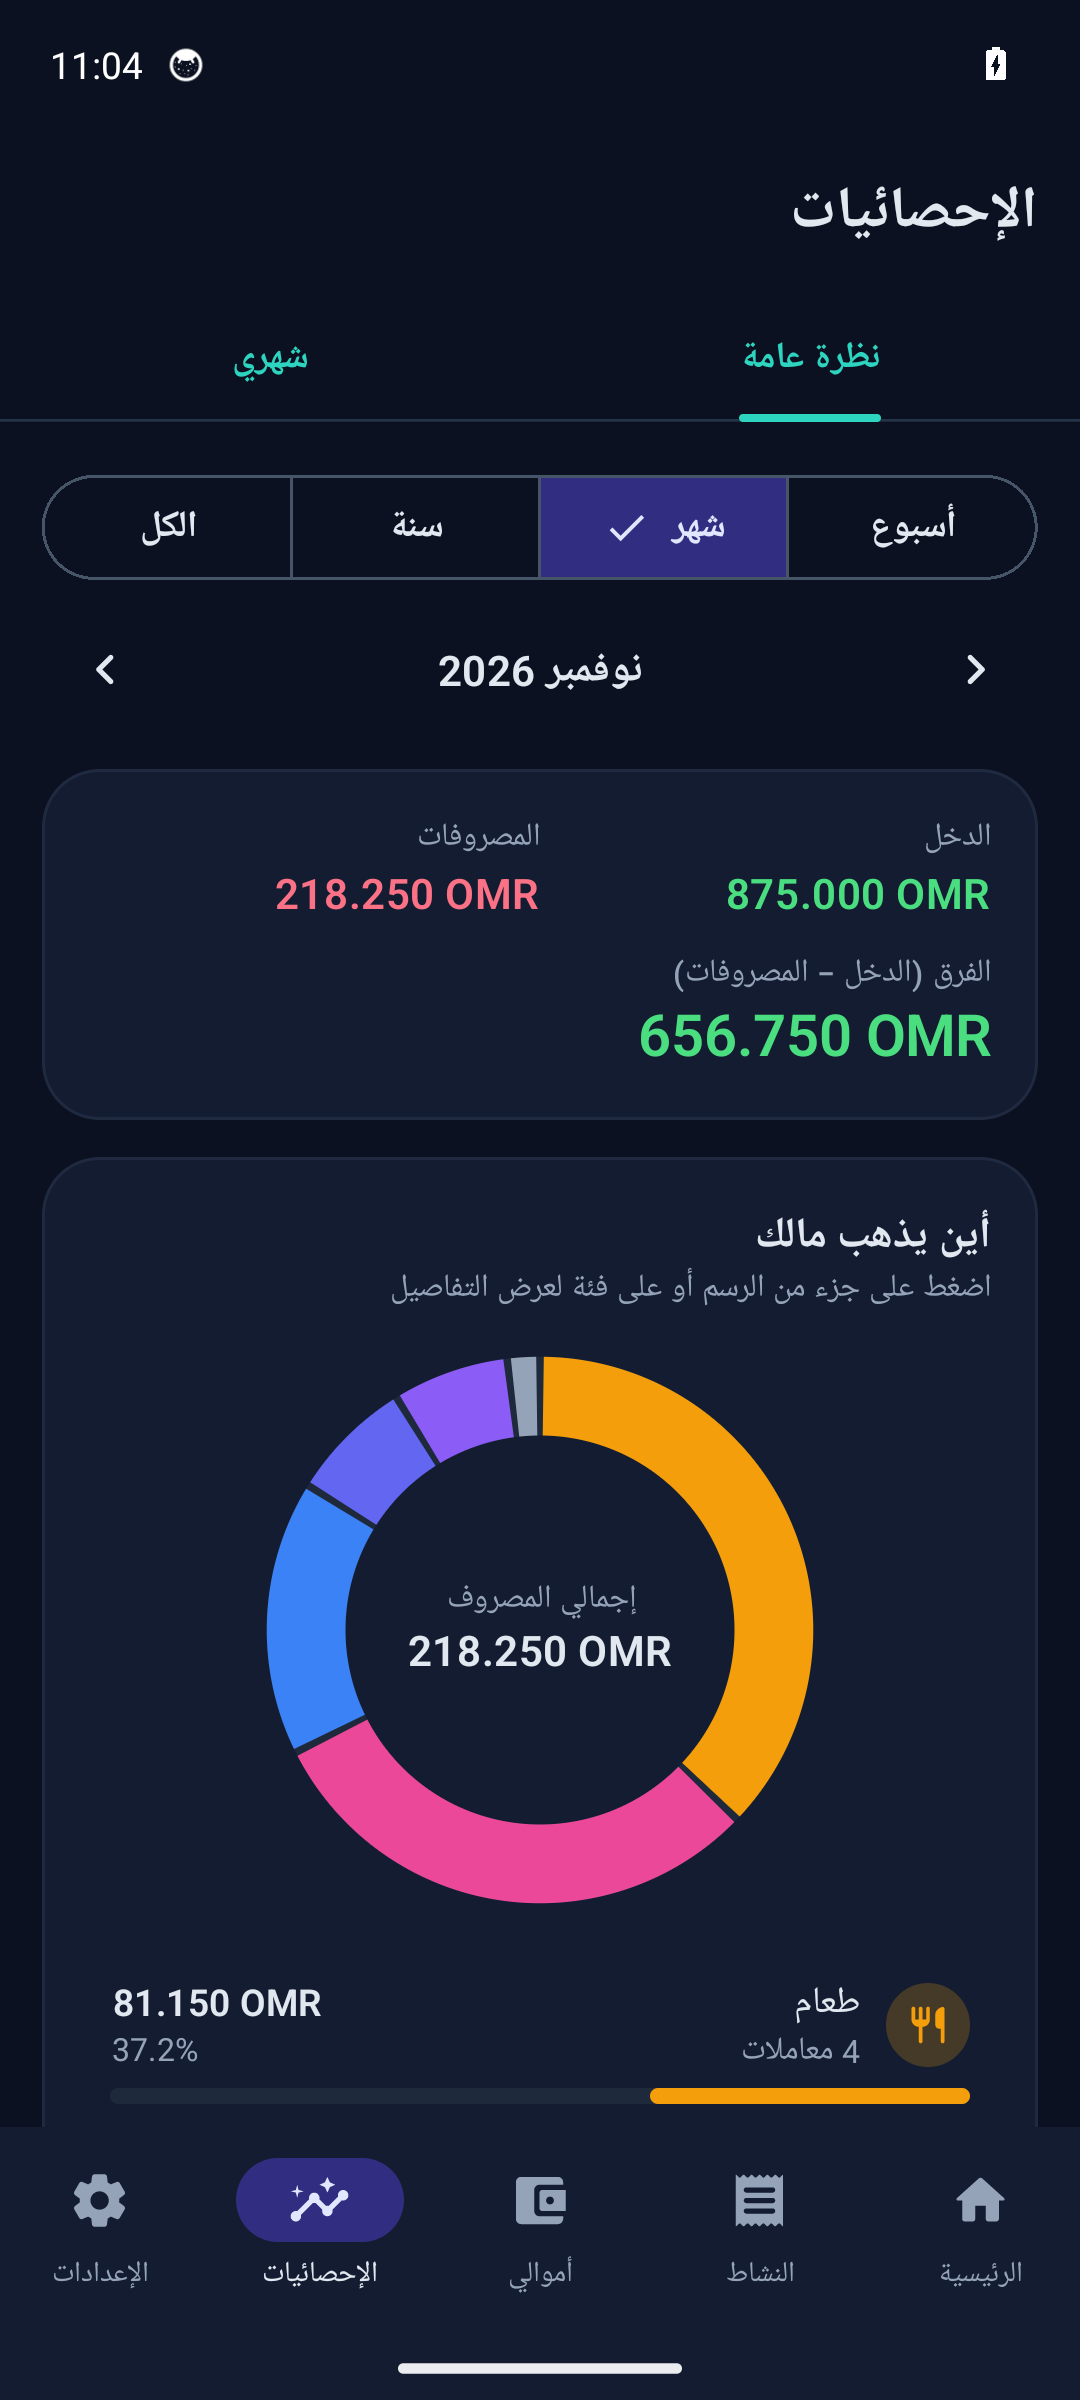 11:04
الإحصائيات
نظرة عامة
شهري
أسبوع
شهر
سنة
الكل
نوفمبر 2026
الدخل
875.000 OMR
المصروفات
218.250 OMR
الفرق (الدخل – المصروفات)
656.750 OMR
أين يذهب مالك
اضغط على جزء من الرسم أو على فئة لعرض التفاصيل
إجمالي المصروف
218.250 OMR
طعام
81.150 OMR
4 معاملات
37.2%
الرئيسية
النشاط
أموالي
الإحصائيات
الإعدادات